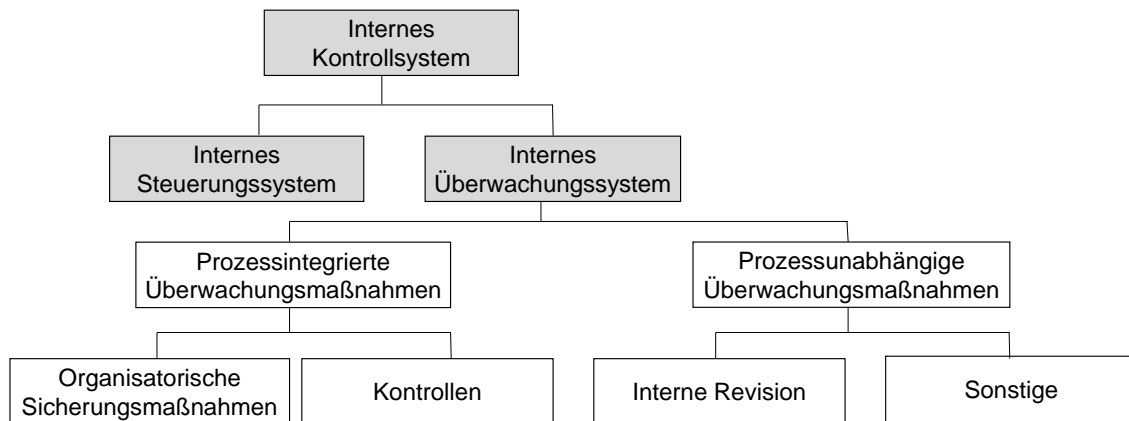 Internes
Kontrollsystem
Internes
Steuerungssystem
Internes
Überwachungssystem
Prozessintegrierte
Überwachungsmaßnahmen
Prozessunabhängige
Überwachungsmaßnahmen
Organisatorische
Sicherungsmaßnahmen
Kontrollen
Interne Revision
Sonstige